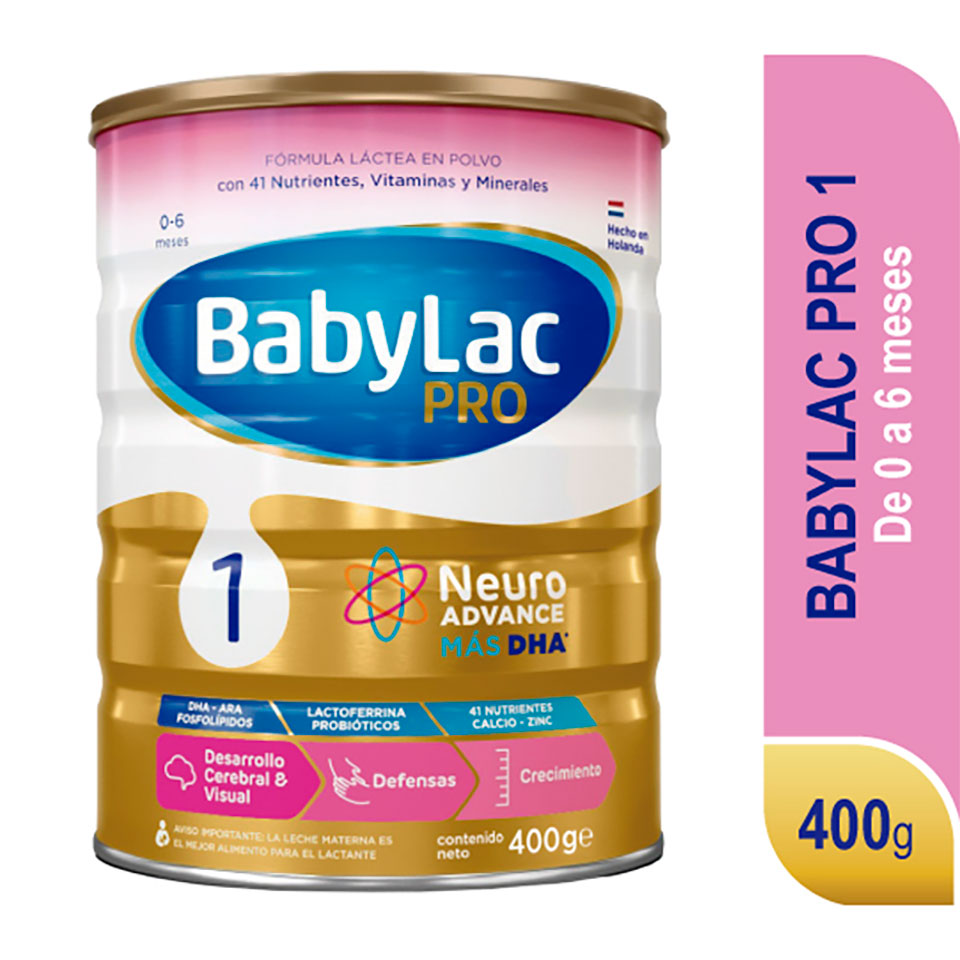 FÓRMULA LÁCTEA EN POLVO
con 41 Nutrientes, Vitaminas y Minerales
0-6
meses
Hecho en
Holanda
BabyLac
PRO
1
Neuro
ADVANCE
MÁS DHA*
DHA - ARA
FOSFOLÍPIDOS
LACTOFERRINA
PROBIÓTICOS
41 NUTRIENTES
CALCIO - ZINC
Desarrollo
Cerebral &
Visual
Defensas
Crecimiento
AVISO IMPORTANTE: LA LECHE MATERNA ES
EL MEJOR ALIMENTO PARA EL LACTANTE
contenido
neto
400g℮
BABYLAC PRO 1
De 0 a 6 meses
400g